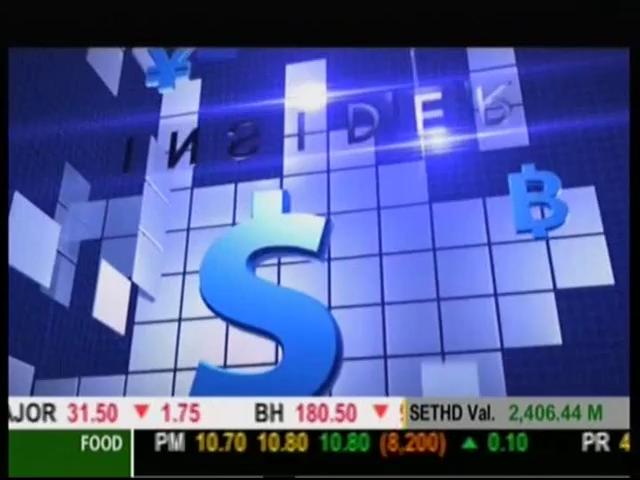 INSIDER
¥
฿
$
AJOR 31.50 ▼ 1.75 BH 180.50 ▼ SETHD Val. 2,406.44 M
FOOD PM 10.70 10.80 10.80 (8,200) ▲ 0.10 PR 4